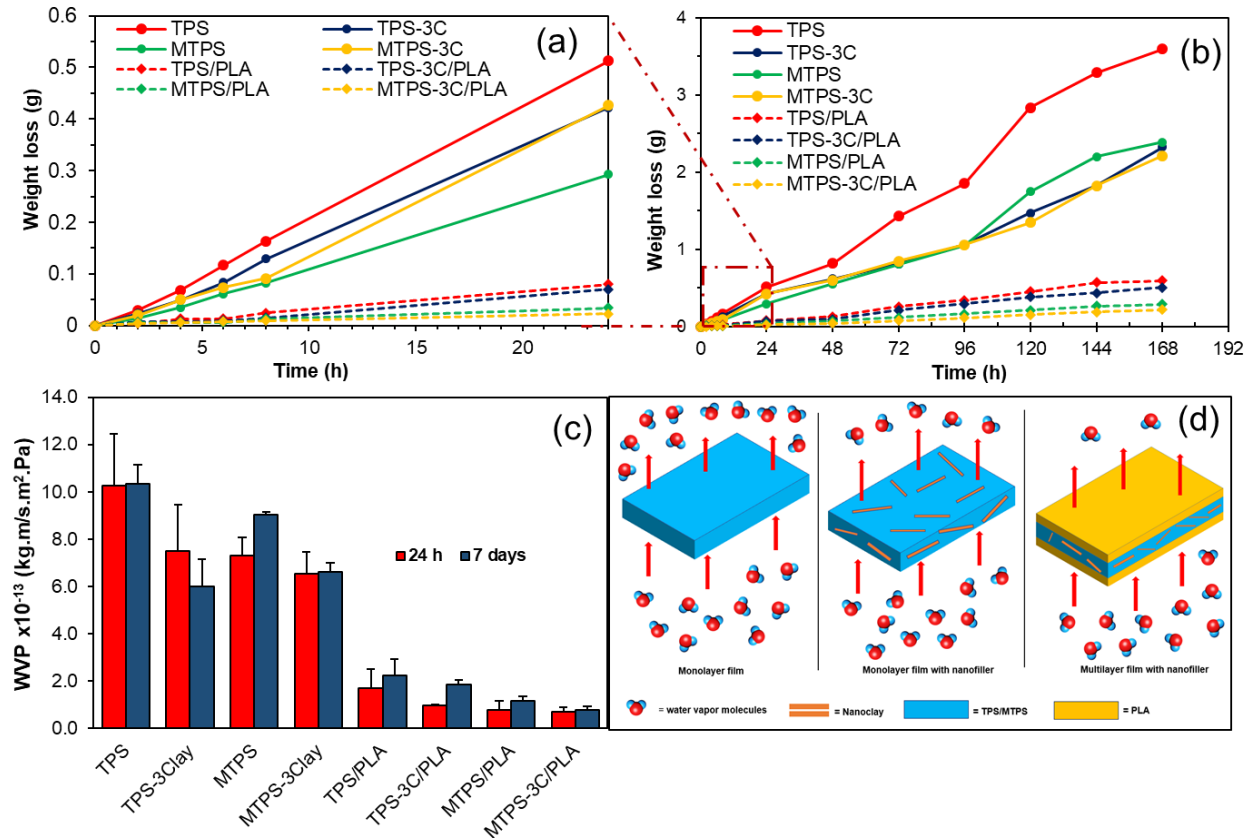 (a)
TPS
TPS-3C
MTPS
MTPS-3C
TPS/PLA
TPS-3C/PLA
MTPS/PLA
MTPS-3C/PLA
Weight loss (g)
0.6
0.5
0.4
0.3
0.2
0.1
0
0 5 10 15 20
Time (h)
(b)
TPS
TPS-3C
MTPS
MTPS-3C
TPS/PLA
TPS-3C/PLA
MTPS/PLA
MTPS-3C/PLA
Weight loss (g)
4
3
2
1
0
0 24 48 72 96 120 144 168 192
Time (h)
(c)
WVP x10⁻¹³ (kg.m/s.m².Pa)
14.0
12.0
10.0
8.0
6.0
4.0
2.0
0.0
24 h 7 days
TPS
TPS-3Clay
MTPS
MTPS-3Clay
TPS/PLA
TPS-3C/PLA
MTPS/PLA
MTPS-3C/PLA
(d)
Monolayer film
Monolayer film with nanofiller
Multilayer film with nanofiller
= water vapor molecules
= Nanoclay
= TPS/MTPS
= PLA